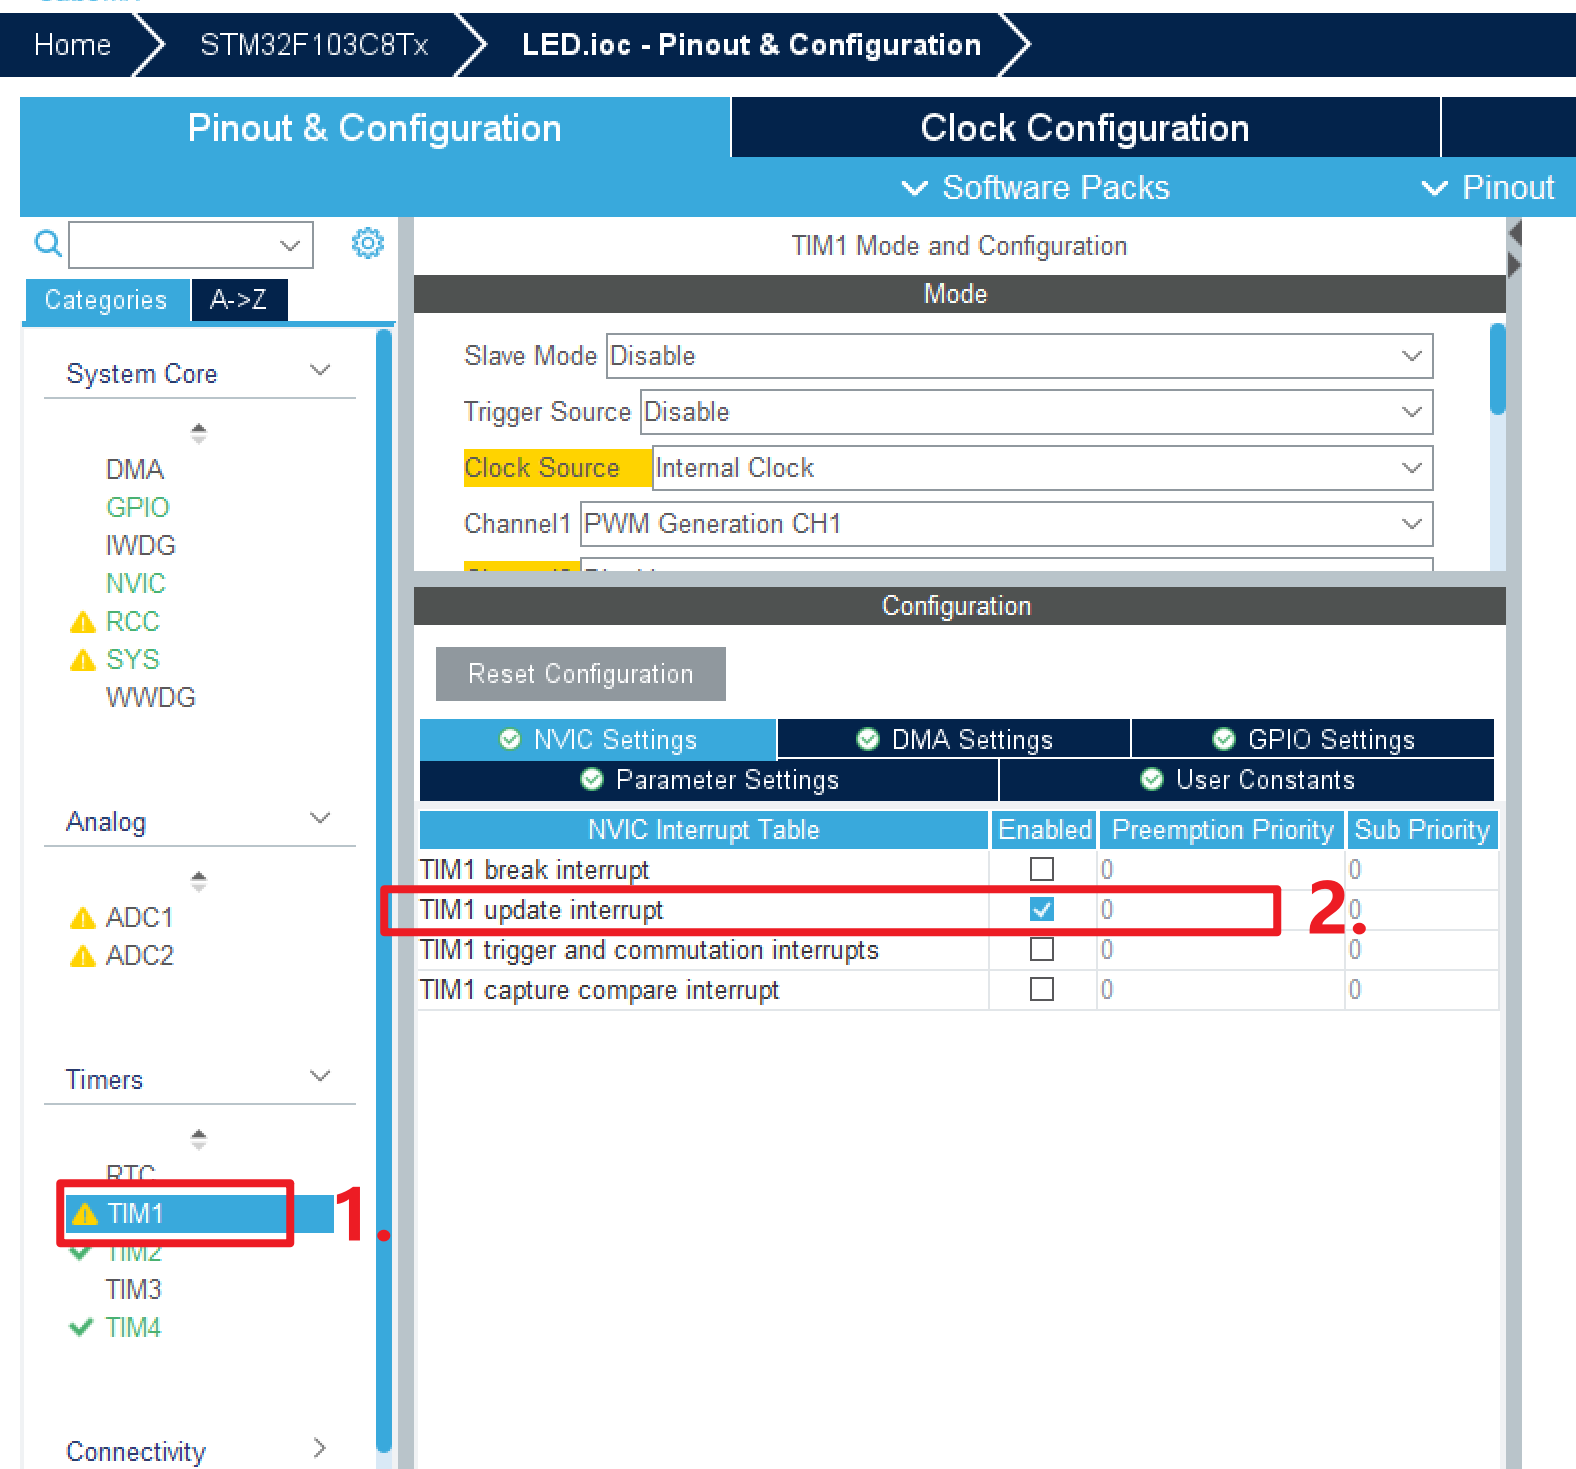 Home
STM32F103C8Tx
LED.ioc - Pinout & Configuration
Pinout & Configuration
Clock Configuration
Software Packs
Pinout
Categories
A->Z
System Core
DMA
GPIO
IWDG
NVIC
RCC
SYS
WWDG
Analog
ADC1
ADC2
Timers
RTC
TIM1
1.
TIM2
TIM3
TIM4
Connectivity
TIM1 Mode and Configuration
Mode
Slave Mode Disable
Trigger Source Disable
Clock Source Internal Clock
Channel1 PWM Generation CH1
Configuration
Reset Configuration
NVIC Settings
DMA Settings
GPIO Settings
Parameter Settings
User Constants
NVIC Interrupt Table Enabled Preemption Priority Sub Priority
TIM1 break interrupt 0 0
TIM1 update interrupt 0 0
2.
TIM1 trigger and commutation interrupts 0 0
TIM1 capture compare interrupt 0 0